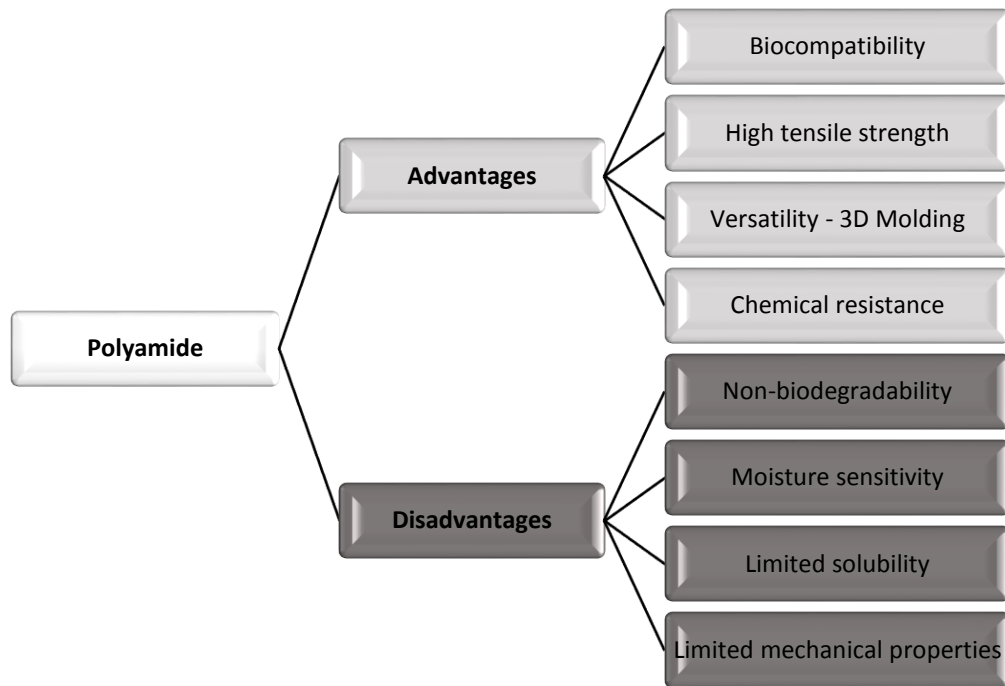 Polyamide
Advantages
Biocompatibility
High tensile strength
Versatility - 3D Molding
Chemical resistance
Disadvantages
Non-biodegradability
Moisture sensitivity
Limited solubility
Limited mechanical properties